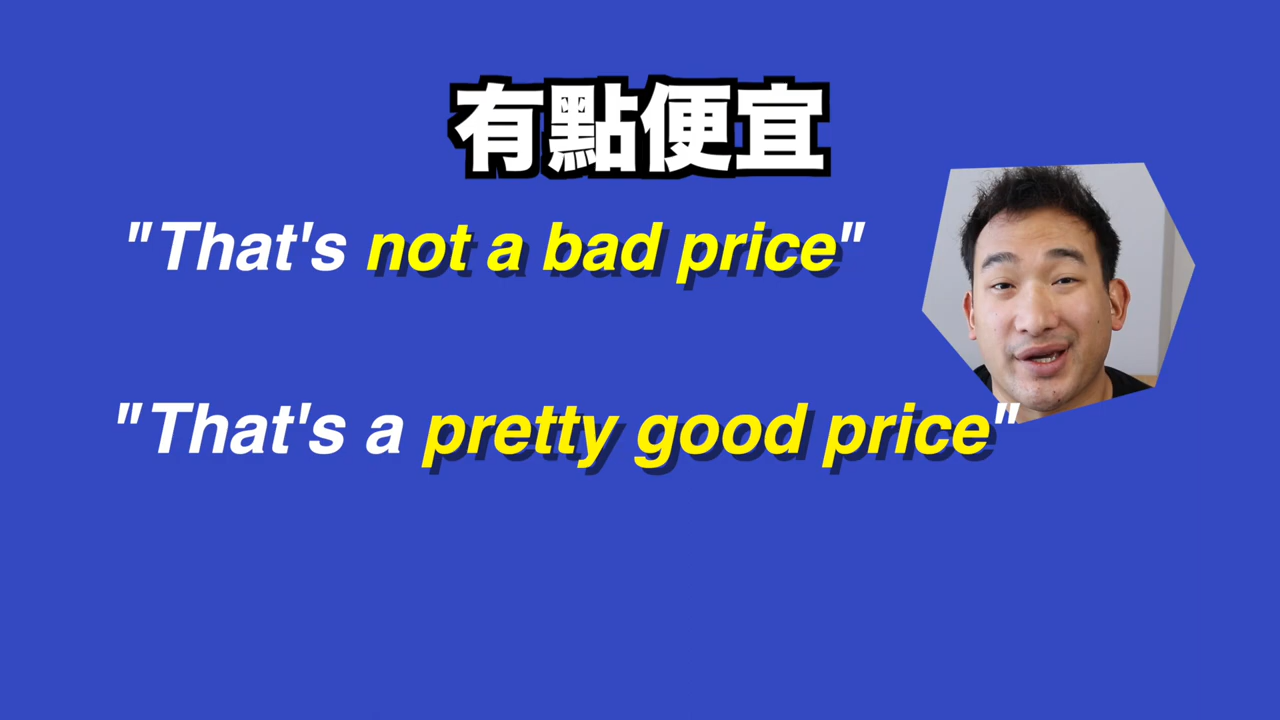 有點便宜
"That's not a bad price"
"That's a pretty good price"